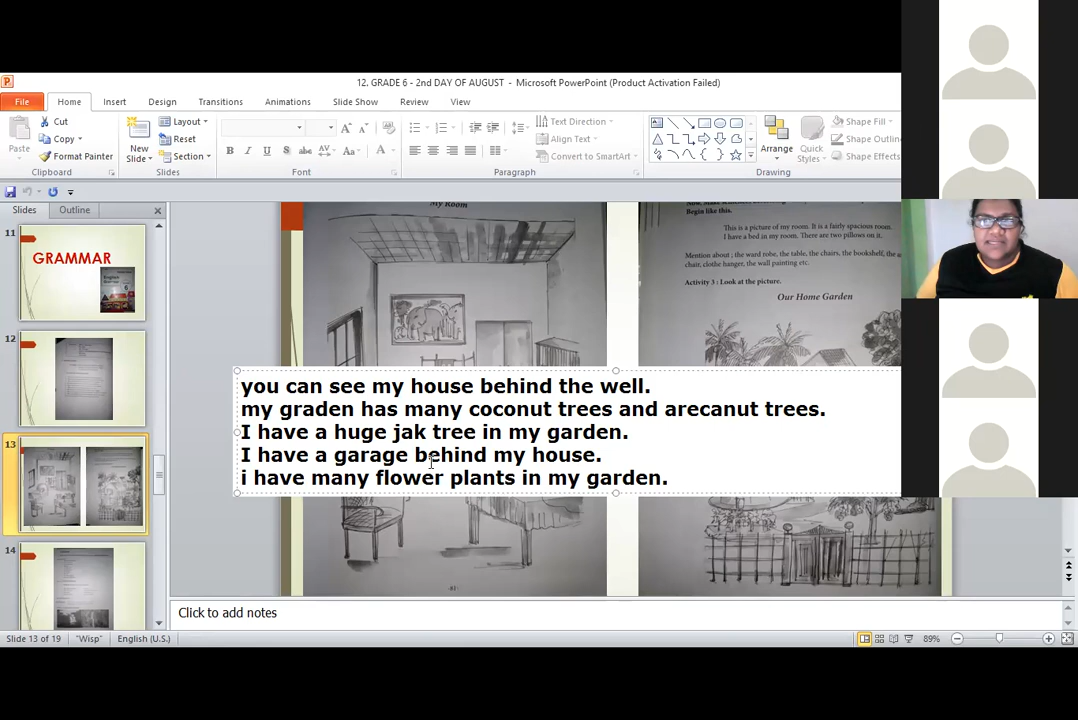 12. GRADE 6 - 2nd DAY OF AUGUST - Microsoft PowerPoint (Product Activation Failed)
File Home Insert Design Transitions Animations Slide Show Review View
Paste
Cut
Copy
Format Painter
Clipboard
New Slide
Layout
Reset
Section
Slides
Font
Text Direction
Align Text
Convert to SmartArt
Paragraph
Arrange
Quick Styles
Shape Fill
Shape Outlin
Shape Effects
Drawing
Slides Outline
11
GRAMMAR
12
13
14
My Room
Begin like this.
This is a picture of my room. It is a fairly spacious room.
I have a bed in my room. There are two pillows on it.
Mention about ; the ward robe, the table, the chairs, the bookshelf, the
chair, clothe hanger, the wall painting etc.
Activity 3 : Look at the picture.
Our Home Garden
you can see my house behind the well.
my graden has many coconut trees and arecanut trees.
I have a huge jak tree in my garden.
I have a garage behind my house.
i have many flower plants in my garden.
Click to add notes
Slide 13 of 19 "Wisp" English (U.S.) 89%